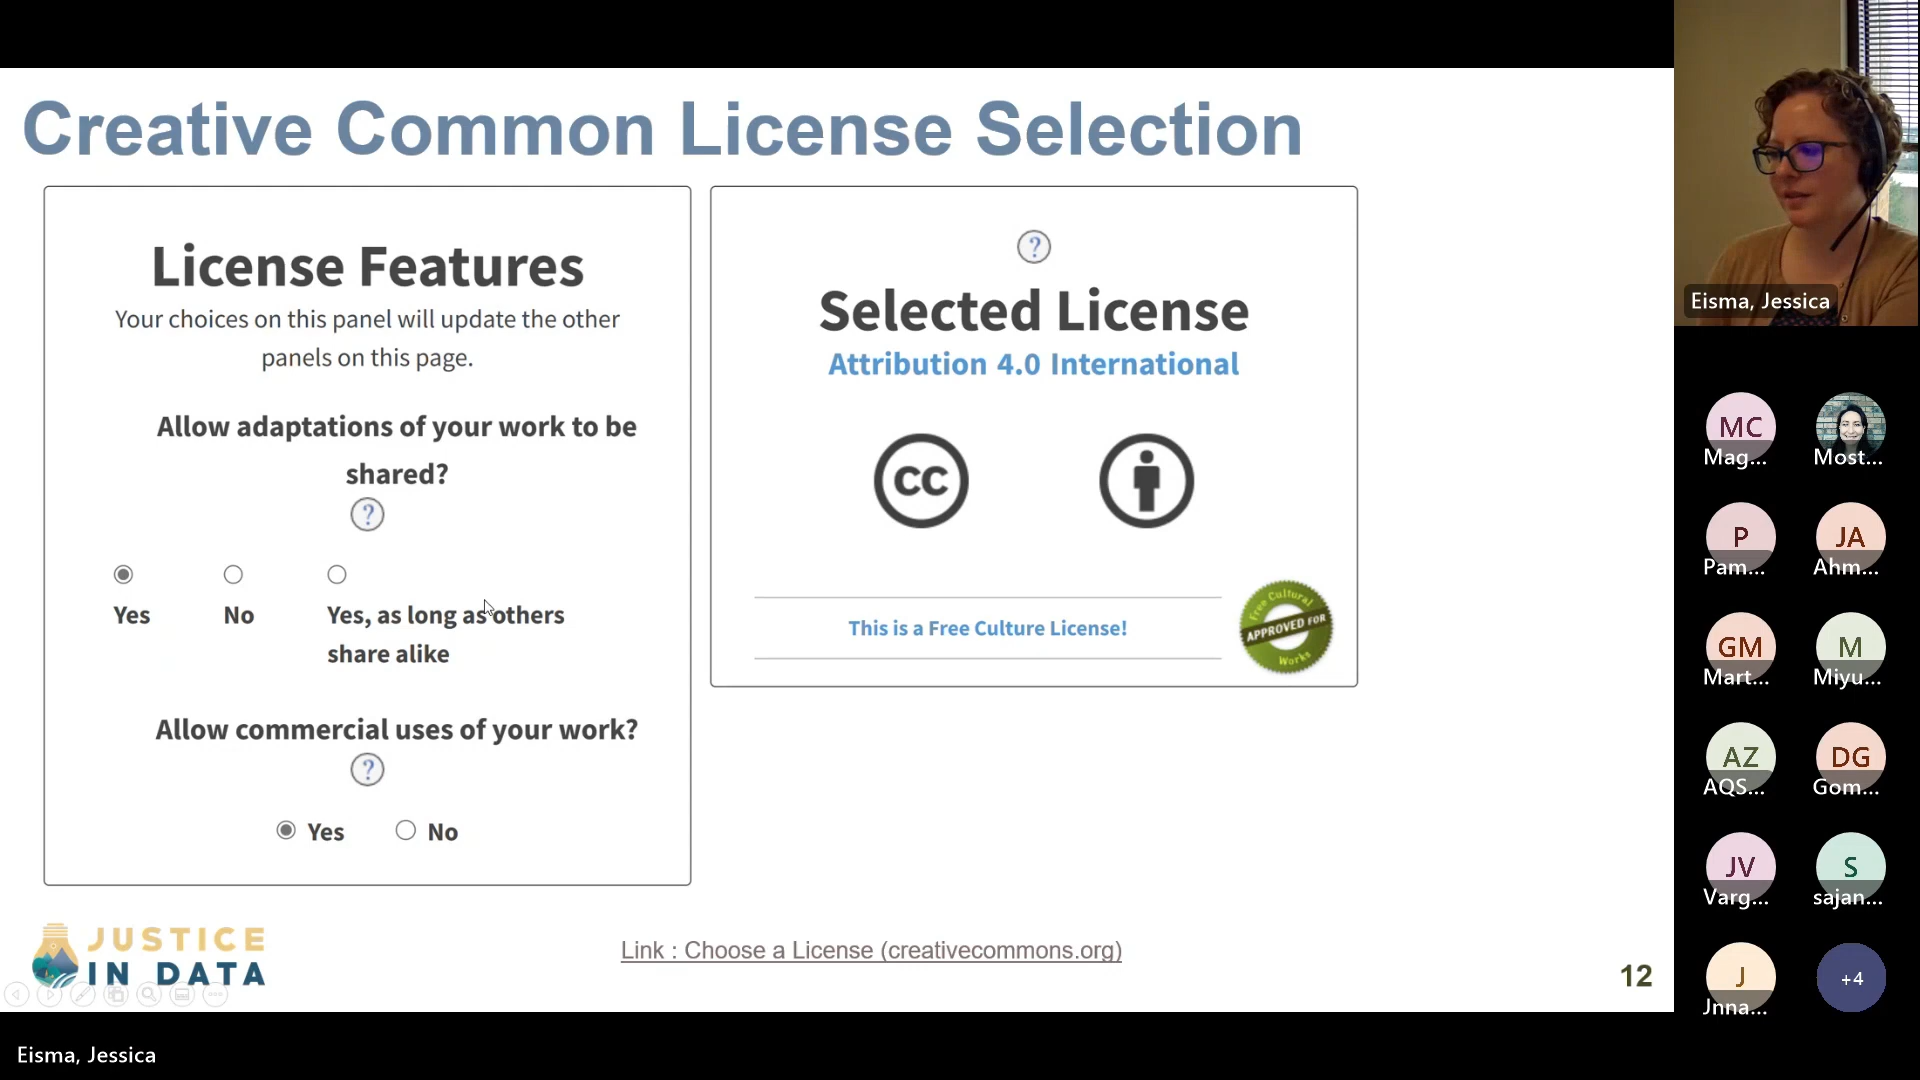 Creative Common License Selection
License Features
Your choices on this panel will update the other
panels on this page.
Allow adaptations of your work to be
shared?
?
Yes
No
Yes, as long as others
share alike
Allow commercial uses of your work?
?
Yes
No
?
Selected License
Attribution 4.0 International
cc
This is a Free Culture License!
Free Cultural
APPROVED FOR
Works
JUSTICE
IN DATA
Link : Choose a License (creativecommons.org)
12
Eisma, Jessica
MC
Mag...
Most...
P
Pam...
JA
Ahm...
GM
Mart...
M
Miyu...
AZ
AQS...
DG
Gom...
JV
Varg...
S
sajan...
J
Jnna...
+4
Eisma, Jessica